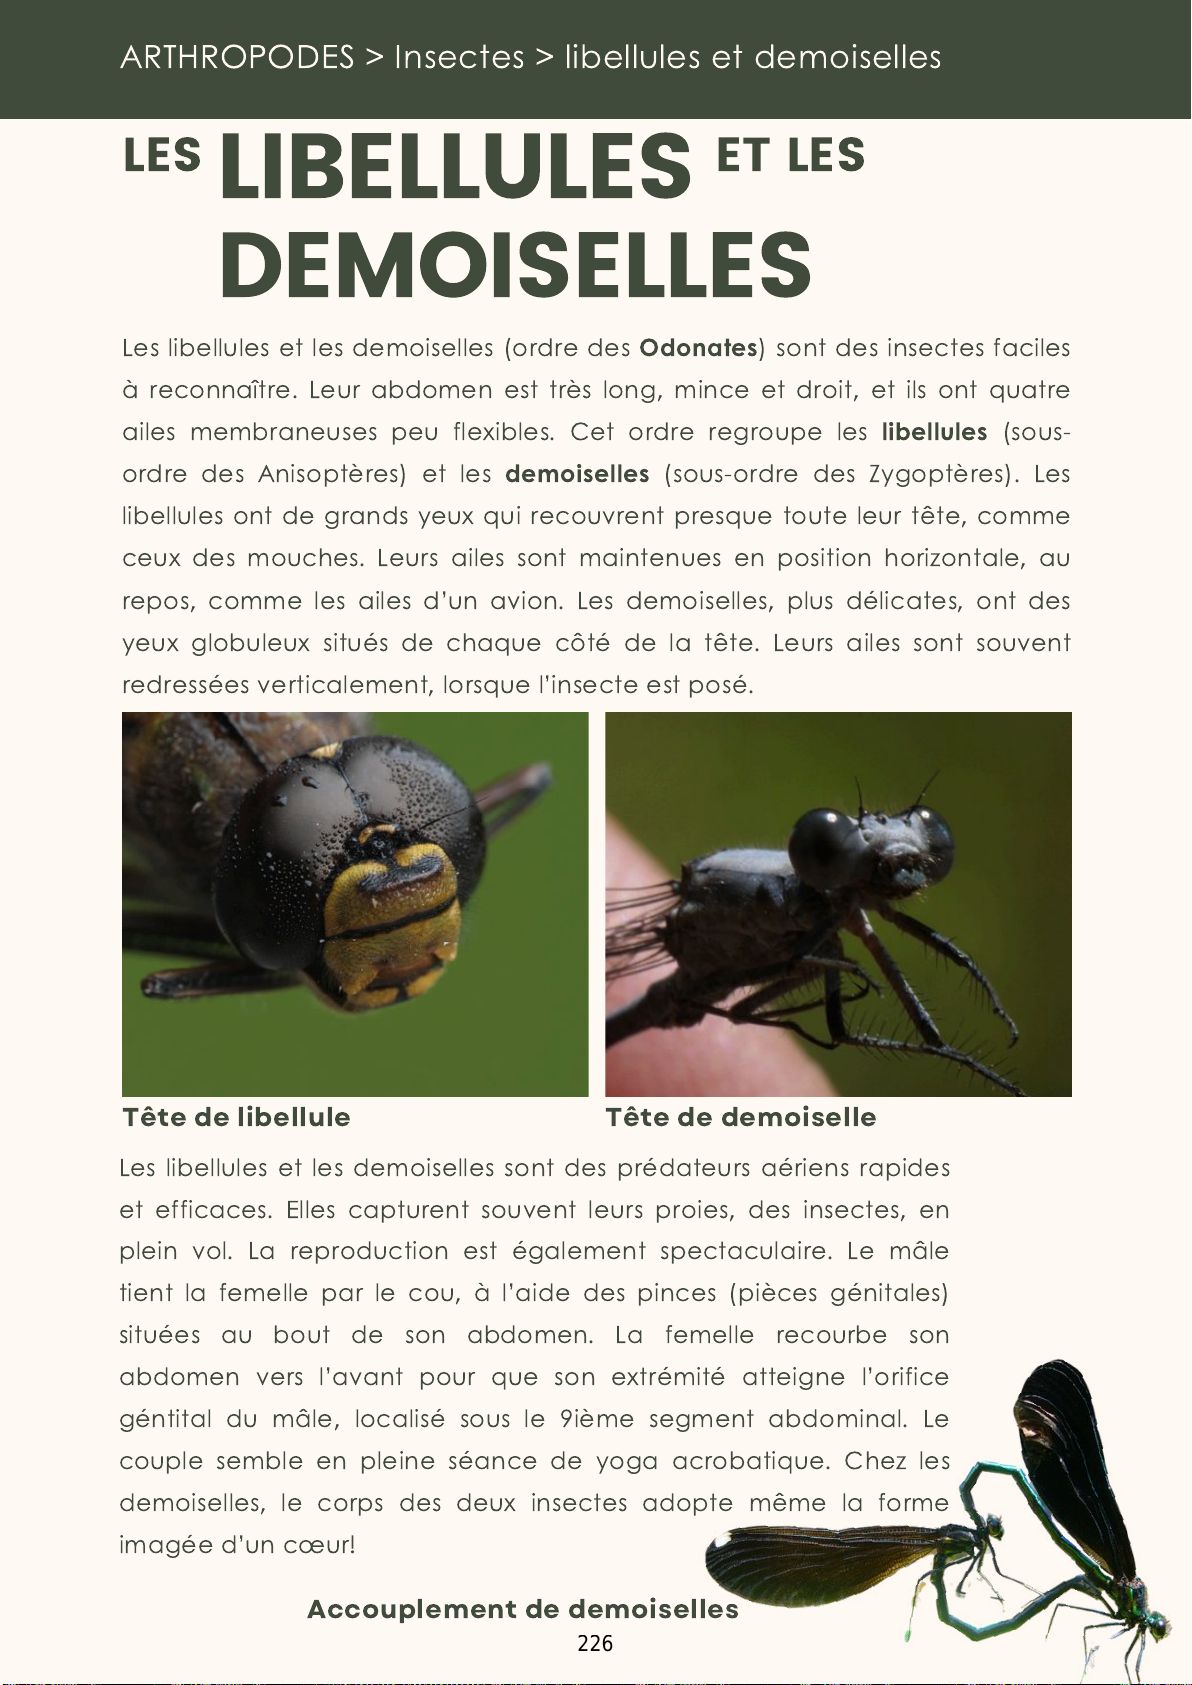 ARTHROPODES > Insectes > libellules et demoiselles
LES LIBELLULES ET LES
DEMOISELLES
Les libellules et les demoiselles (ordre des Odonates) sont des insectes faciles
à reconnaître. Leur abdomen est très long, mince et droit, et ils ont quatre
ailes membraneuses peu flexibles. Cet ordre regroupe les libellules (sous-
ordre des Anisoptères) et les demoiselles (sous-ordre des Zygoptères). Les
libellules ont de grands yeux qui recouvrent presque toute leur tête, comme
ceux des mouches. Leurs ailes sont maintenues en position horizontale, au
repos, comme les ailes d'un avion. Les demoiselles, plus délicates, ont des
yeux globuleux situés de chaque côté de la tête. Leurs ailes sont souvent
redressées verticalement, lorsque l'insecte est posé.
Tête de libellule
Tête de demoiselle
Les libellules et les demoiselles sont des prédateurs aériens rapides
et efficaces. Elles capturent souvent leurs proies, des insectes, en
plein vol. La reproduction est également spectaculaire. Le mâle
tient la femelle par le cou, à l'aide des pinces (pièces génitales)
situées au bout de son abdomen. La femelle recourbe son
abdomen vers l'avant pour que son extrémité atteigne l'orifice
géntital du mâle, localisé sous le 9ième segment abdominal. Le
couple semble en pleine séance de yoga acrobatique. Chez les
demoiselles, le corps des deux insectes adopte même la forme
imagée d'un cœur!
Accouplement de demoiselles
226